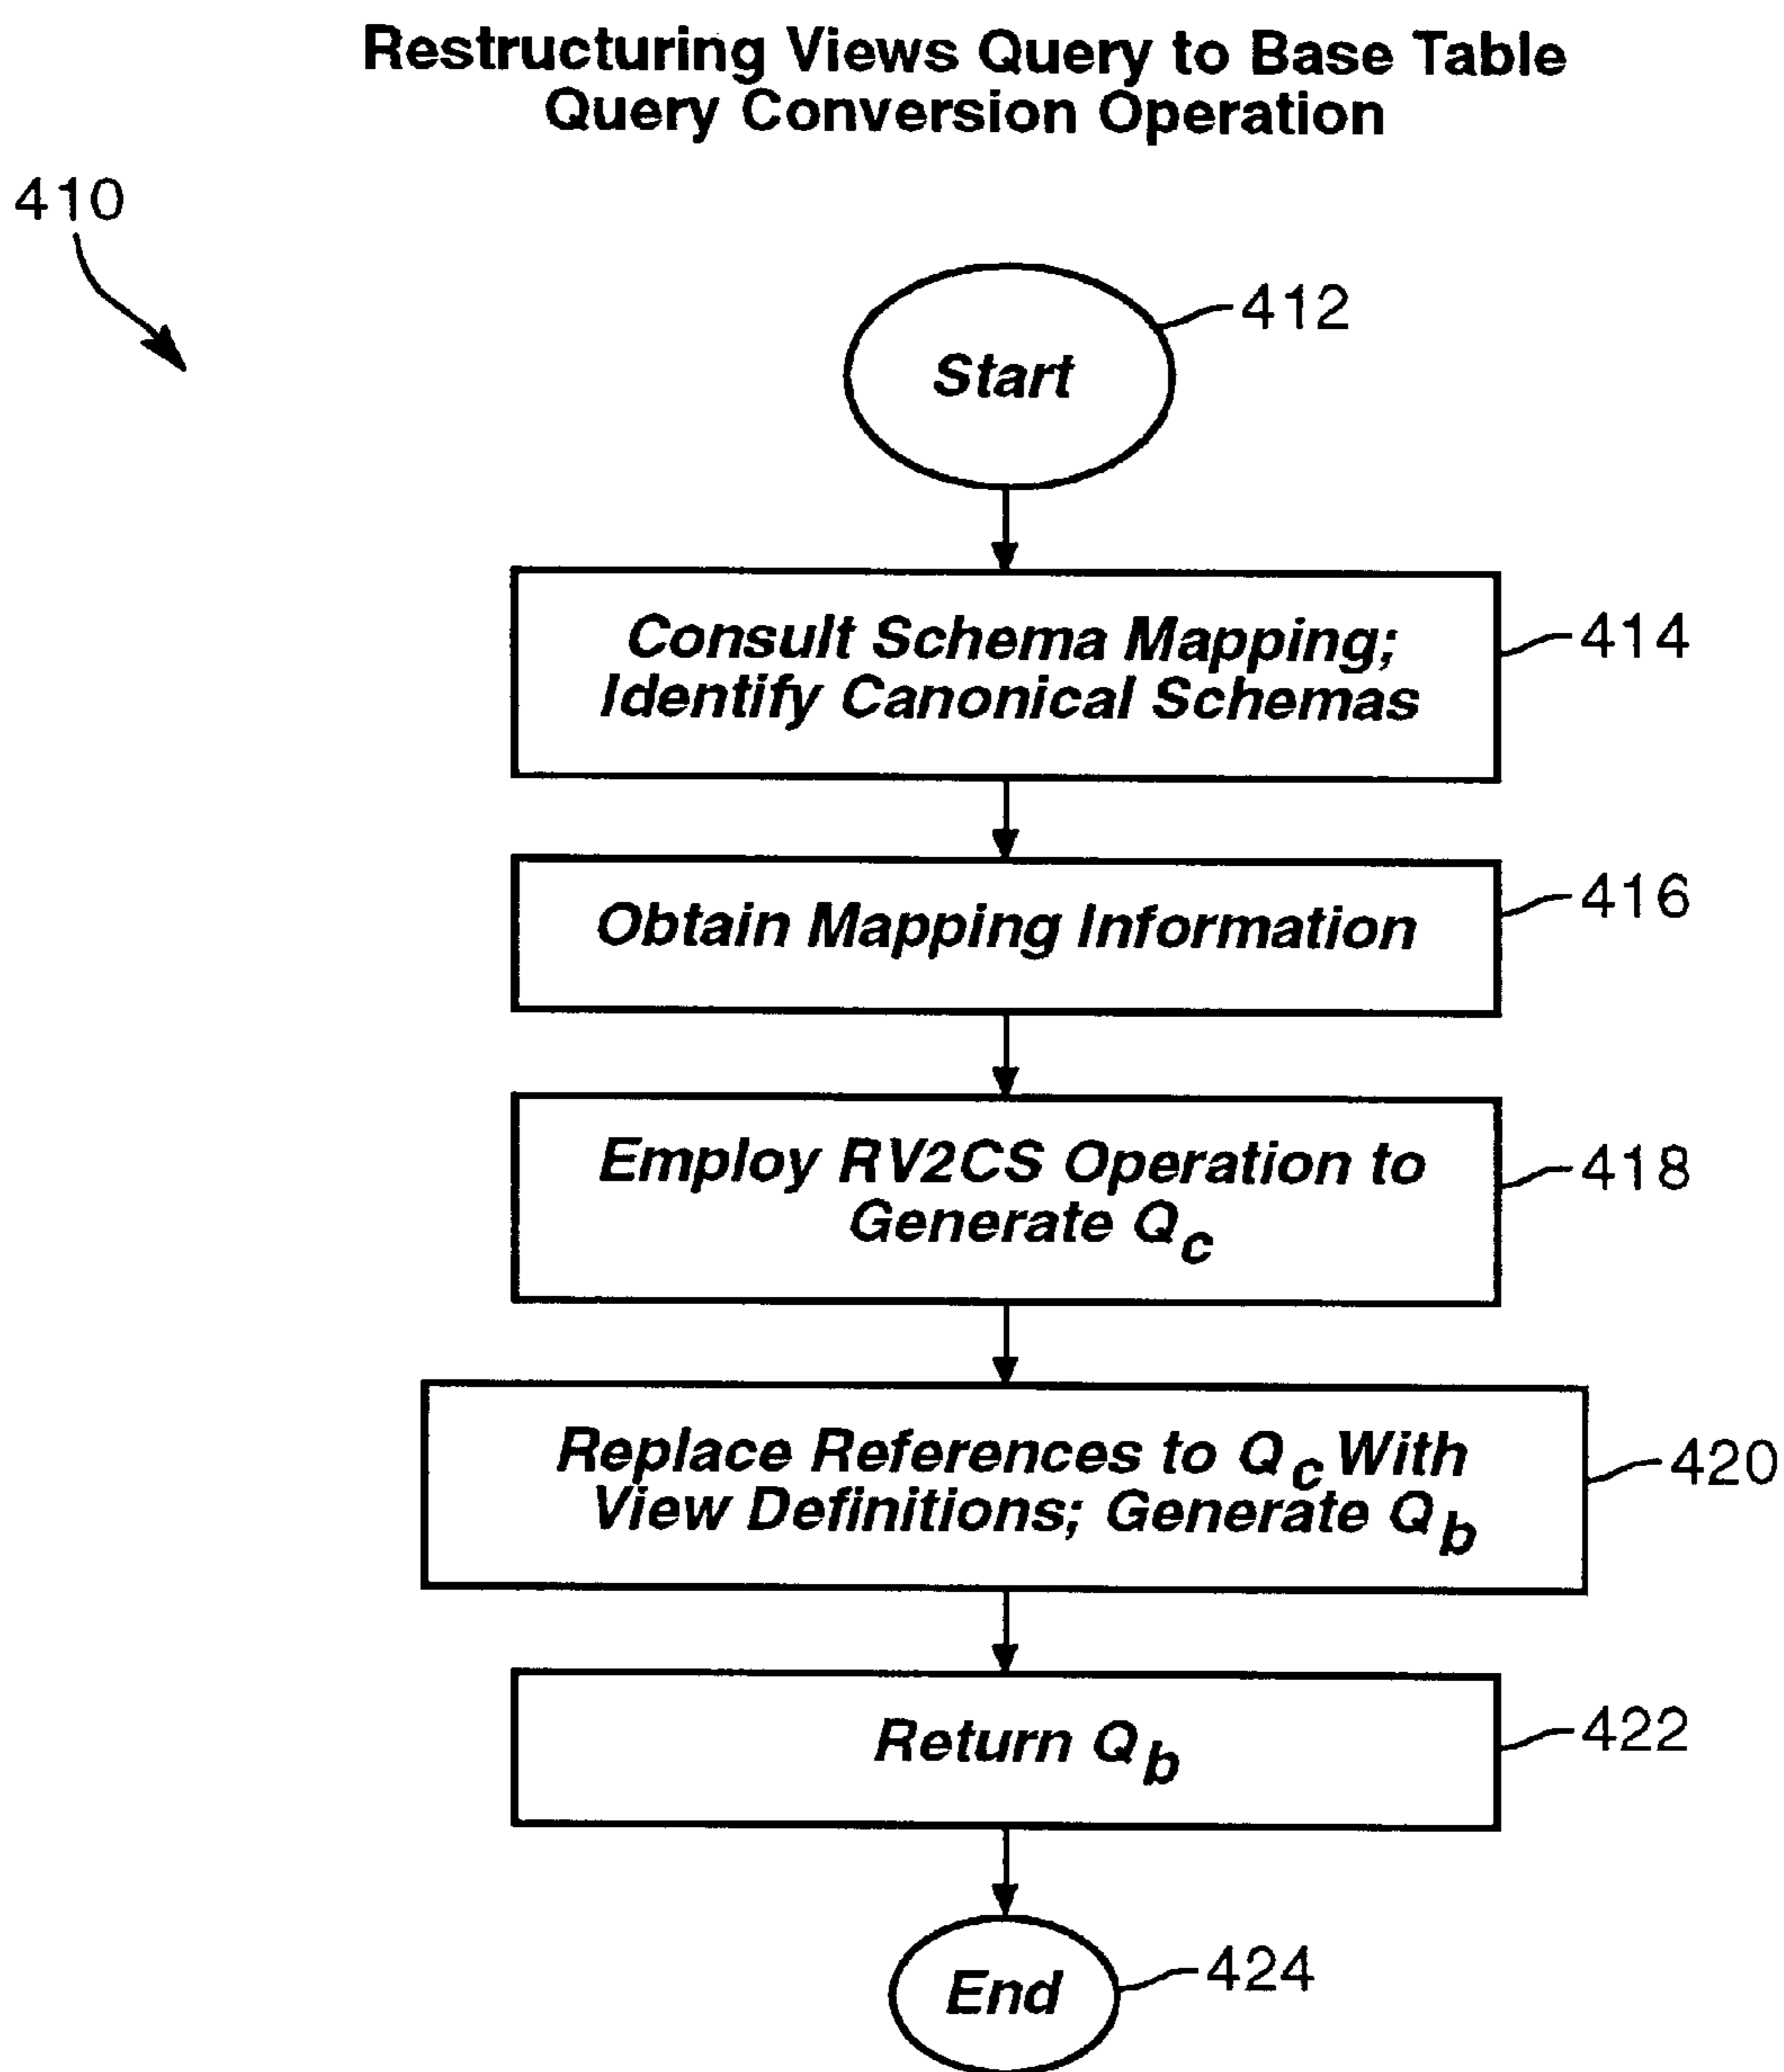 Restructuring Views Query to Base Table
Query Conversion Operation
410
412
Start
Consult Schema Mapping;
Identify Canonical Schemas
414
Obtain Mapping Information
416
Employ RV2CS Operation to
Generate Qc
418
Replace References to Qc With
View Definitions; Generate Qb
420
Return Qb
422
End
424